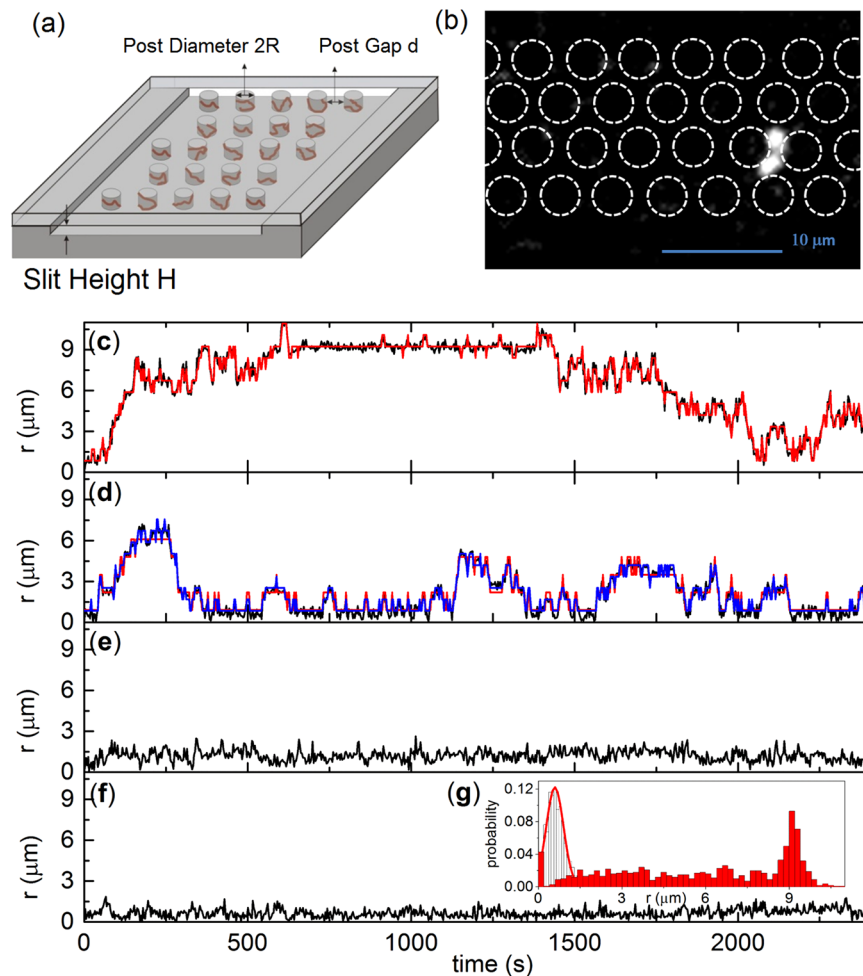 (a)
Post Diameter 2R
Post Gap d
Slit Height H
(b)
10 μm
(c)
r (μm)
9
6
3
0
(d)
r (μm)
9
6
3
0
(e)
r (μm)
9
6
3
0
(f)
r (μm)
9
6
3
0
(g)
probability
0.12
0.08
0.04
0.00
0 3 6 9
r (μm)
0 500 1000 1500 2000
time (s)